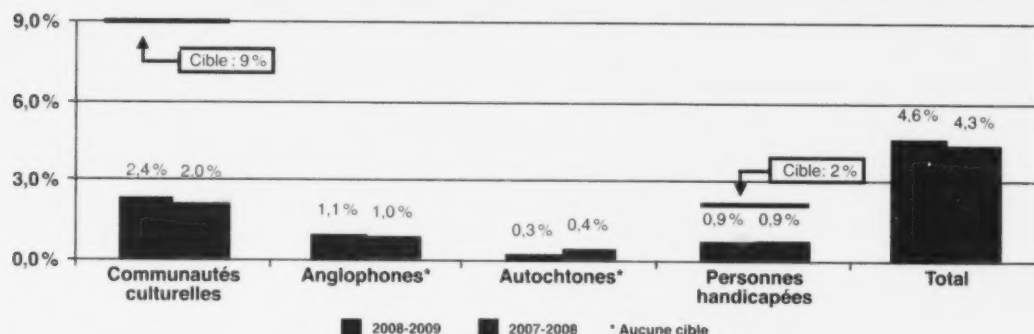 9,0%
Cible : 9%
6,0%
4,6% 4,3%
2,4% 2,0%
Cible: 2%
3,0%
1,1% 1,0%
0,3% 0,4%
0,9% 0,9%
0,0%
Communautés culturelles
Anglophones*
Autochtones*
Personnes handicapées
Total
2008-2009 2007-2008 * Aucune cible